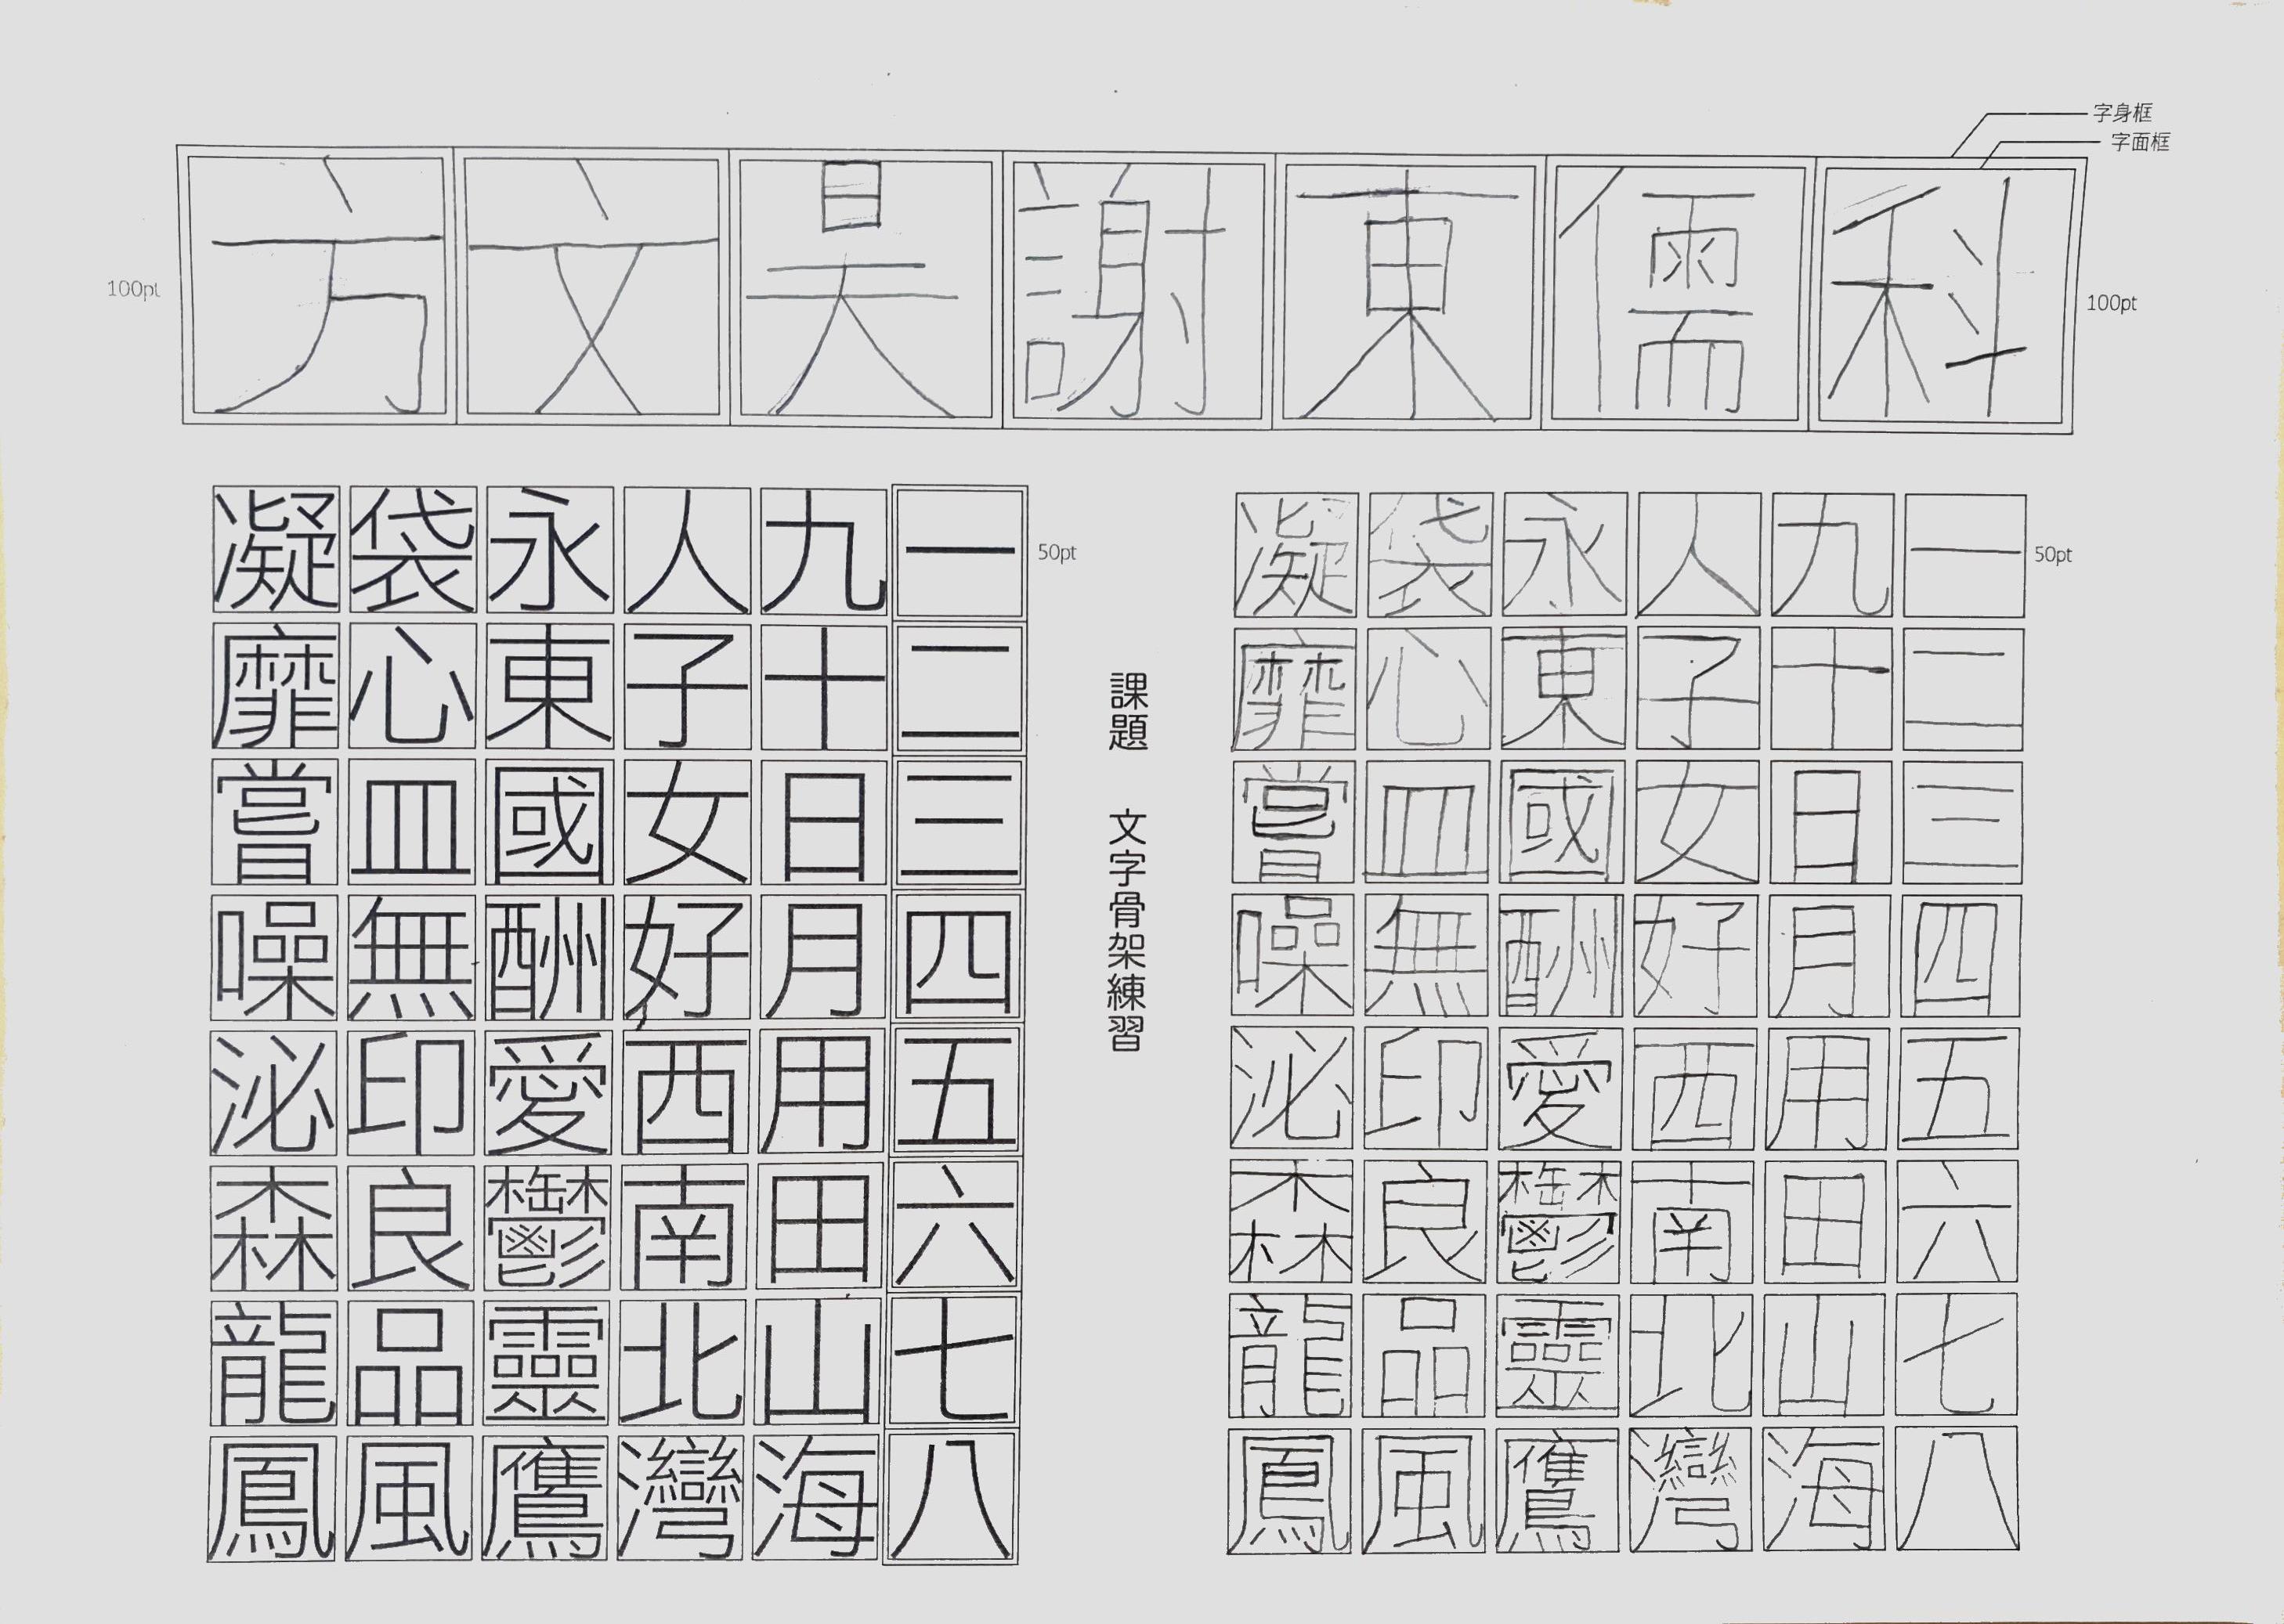 字身框
字面框
100pt
方文昊謝東儒科
100pt
50pt
一二三四五六七八
九十日月用田山海
人子女好西南北灣
永東國酬愛鬱靈鷹
袋心皿無印良品風
凝靡嘗噪泌森龍鳳
課題　文字骨架練習
50pt
一二三四五六七八
九十日月用田山海
人子女好西南北灣
永東國酬愛鬱靈鷹
袋心皿無印良品風
凝靡嘗噪泌森龍鳳